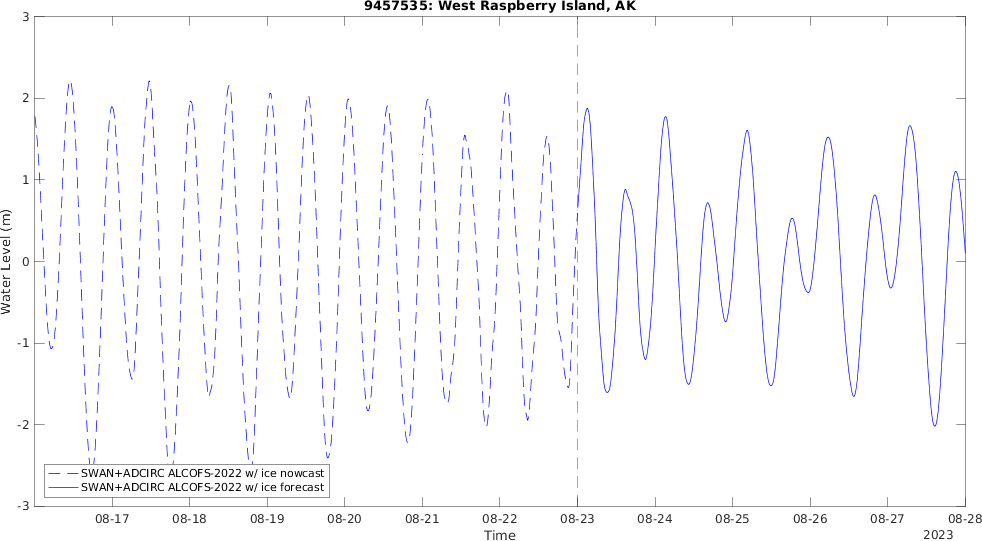 9457535: West Raspberry Island, AK
Water Level (m)
3
2
1
0
-1
-2
-3
SWAN+ADCIRC ALCOFS-2022 w/ ice nowcast
SWAN+ADCIRC ALCOFS-2022 w/ ice forecast
08-17 08-18 08-19 08-20 08-21 08-22 08-23 08-24 08-25 08-26 08-27 08-28
Time
2023